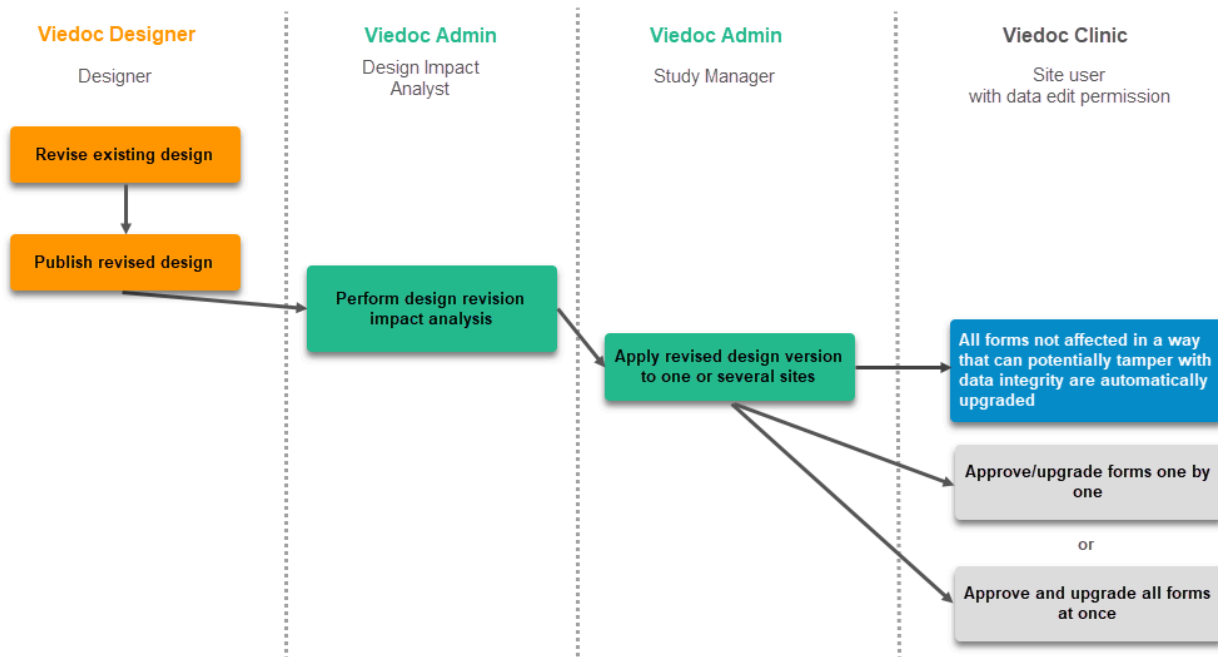 Viedoc Designer
Designer
Viedoc Admin
Design Impact
Analyst
Viedoc Admin
Study Manager
Viedoc Clinic
Site user
with data edit permission
Revise existing design
Publish revised design
Perform design revision
impact analysis
Apply revised design version
to one or several sites
All forms not affected in a way
that can potentially tamper with
data integrity are automatically
upgraded
Approve/upgrade forms one by
one
or
Approve and upgrade all forms
at once